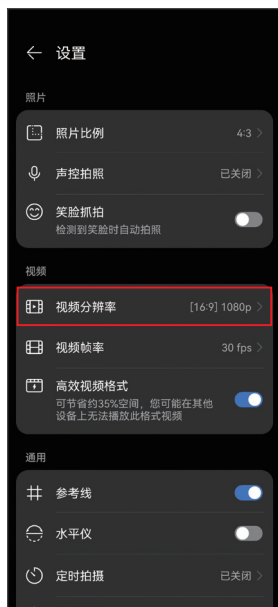 设置
照片
照片比例 4:3
声控拍照 已关闭
笑脸抓拍
检测到笑脸时自动拍照
视频
视频分辨率 [16:9] 1080p
视频帧率 30 fps
高效视频格式
可节省约35%空间，您可能在其他
设备上无法播放此格式视频
通用
参考线
水平仪
定时拍摄 已关闭